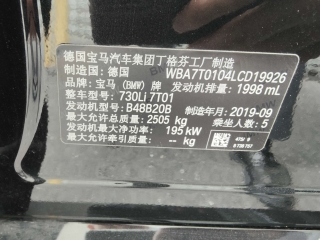 德国宝马汽车集团丁格芬工厂制造
制造国：德国 WBA7T0104LCD19926
品牌：宝马 (BMW) 牌 发动机排量：1998 mL
整车型号：730Li 7T01
发动机型号：B48B20B 制造年月：2019-09
最大允许总质量：2505 kg 乘坐人数：5
发动机最大净功率： 195 kW
最大允许牵引质量： kg